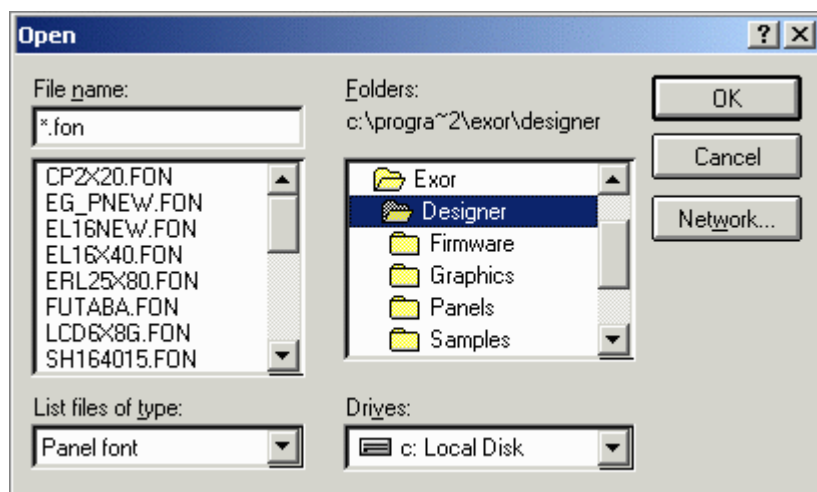 Open
File name:
*.fon
CP2X20.FON
EG_PNEW.FON
EL16NEW.FON
EL16X40.FON
ERL25X80.FON
FUTABA.FON
LCD6X8G.FON
SH164015.FON
List files of type:
Panel font
Folders:
c:\progra~2\exor\designer
Exor
Designer
Firmware
Graphics
Panels
Samples
Drives:
c: Local Disk
OK
Cancel
Network...